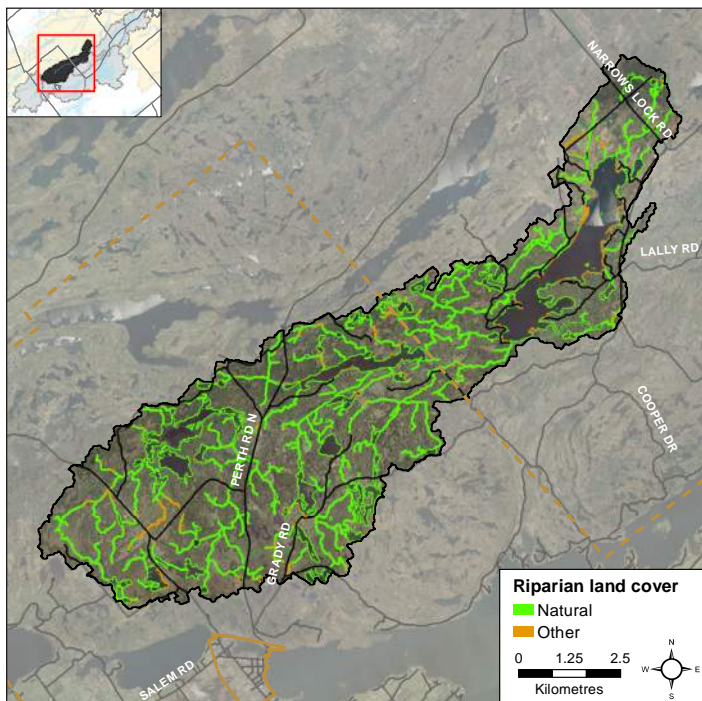 NARROWS LOCK RD
LALLY RD
COOPER DR
PERTH RD N
GRADY RD
SALEM RD
Riparian land cover
Natural
Other
0 1.25 2.5
Kilometres
N
W E
S